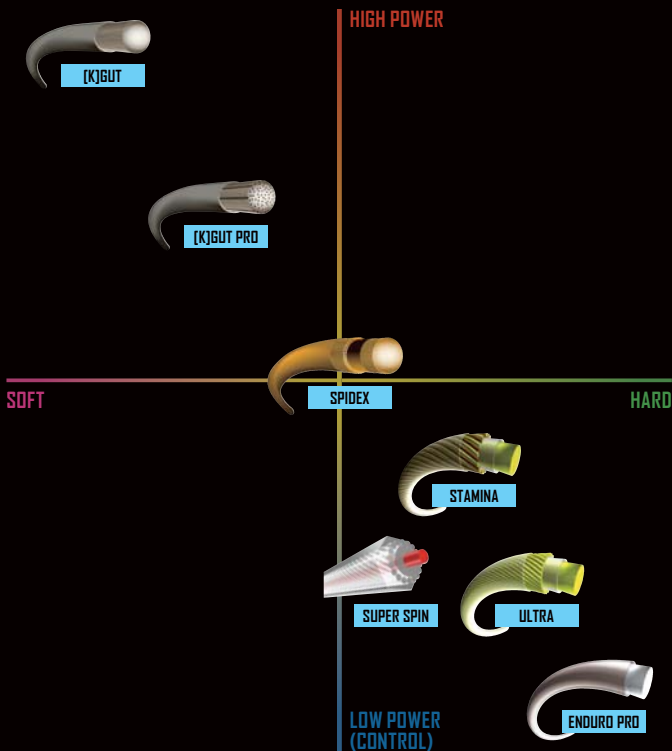 HIGH POWER
[K]GUT
[K]GUT PRO
SPIDEX
SOFT
HARD
STAMINA
SUPER SPIN
ULTRA
ENDURO PRO
LOW POWER
(CONTROL)